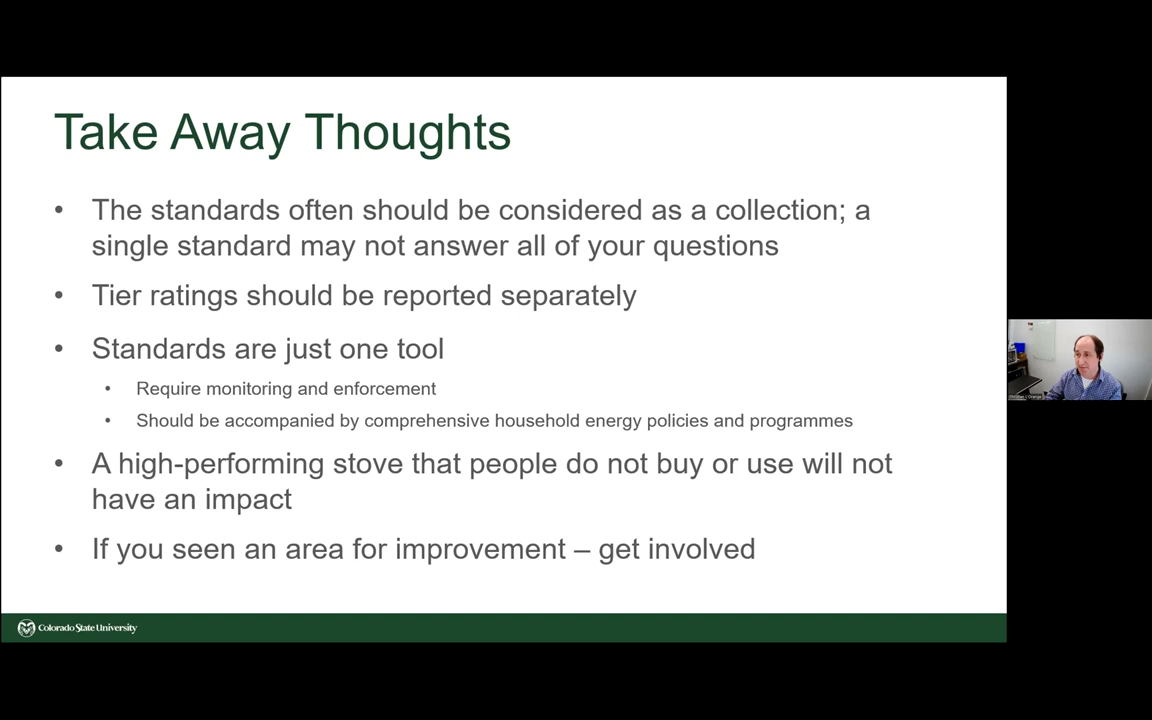 Take Away Thoughts
• The standards often should be considered as a collection; a
single standard may not answer all of your questions
• Tier ratings should be reported separately
• Standards are just one tool
• Require monitoring and enforcement
• Should be accompanied by comprehensive household energy policies and programmes
• A high-performing stove that people do not buy or use will not
have an impact
• If you seen an area for improvement – get involved
Colorado State University